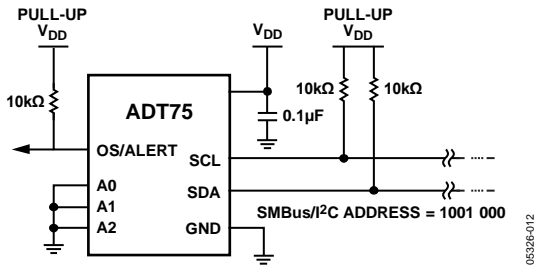 PULL-UP
VDD
VDD
PULL-UP
VDD
10kΩ
10kΩ
10kΩ
ADT75
0.1µF
OS/ALERT
SCL
A0
A1
SDA
A2
GND
SMBus/I2C ADDRESS = 1001 000
05326-012